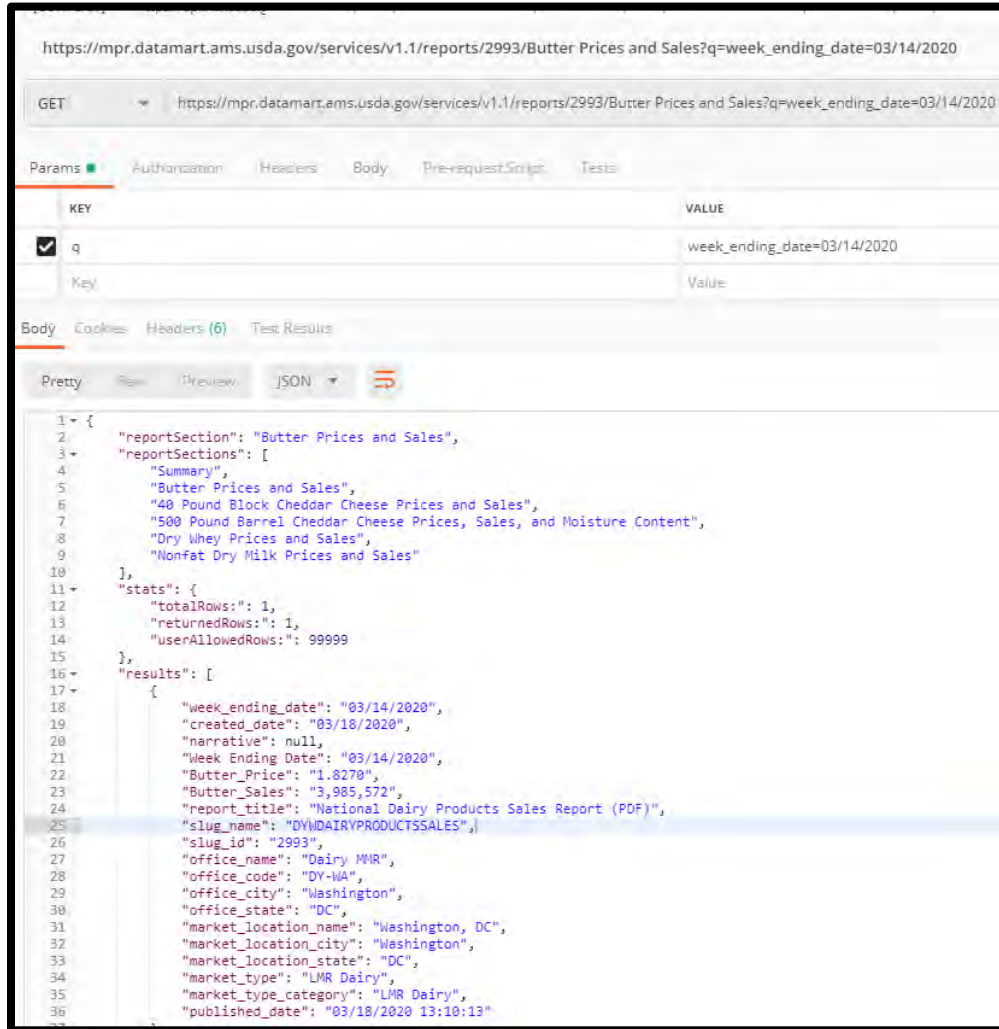 https://mpr.datamart.ams.usda.gov/services/v1.1/reports/2993/Butter Prices and Sales?q=week_ending_date=03/14/2020
GET https://mpr.datamart.ams.usda.gov/services/v1.1/reports/2993/Butter Prices and Sales?q=week_ending_date=03/14/2020
Params Authorization Headers Body Pre-request Script Tests
KEY VALUE
q week_ending_date=03/14/2020
Key Value
Body Cookies Headers (6) Test Results
Pretty Raw Preview JSON
1 {
2 "reportSection": "Butter Prices and Sales",
3 "reportSections": [
4 "Summary",
5 "Butter Prices and Sales",
6 "40 Pound Block Cheddar Cheese Prices and Sales",
7 "500 Pound Barrel Cheddar Cheese Prices, Sales, and Moisture Content",
8 "Dry Whey Prices and Sales",
9 "Nonfat Dry Milk Prices and Sales"
10 ],
11 "stats": {
12 "totalRows:": 1,
13 "returnedRows:": 1,
14 "userAllowedRows:": 99999
15 },
16 "results": [
17 {
18 "week_ending_date": "03/14/2020",
19 "created_date": "03/18/2020",
20 "narrative": null,
21 "Week Ending Date": "03/14/2020",
22 "Butter_Price": "1.8270",
23 "Butter_Sales": "3,985,572",
24 "report_title": "National Dairy Products Sales Report (PDF)",
25 "slug_name": "DYWDAIRYPRODUCTSSALES",
26 "slug_id": "2993",
27 "office_name": "Dairy MMR",
28 "office_code": "DY-WA",
29 "office_city": "Washington",
30 "office_state": "DC",
31 "market_location_name": "Washington, DC",
32 "market_location_city": "Washington",
33 "market_location_state": "DC",
34 "market_type": "LMR Dairy",
35 "market_type_category": "LMR Dairy",
36 "published_date": "03/18/2020 13:10:13"